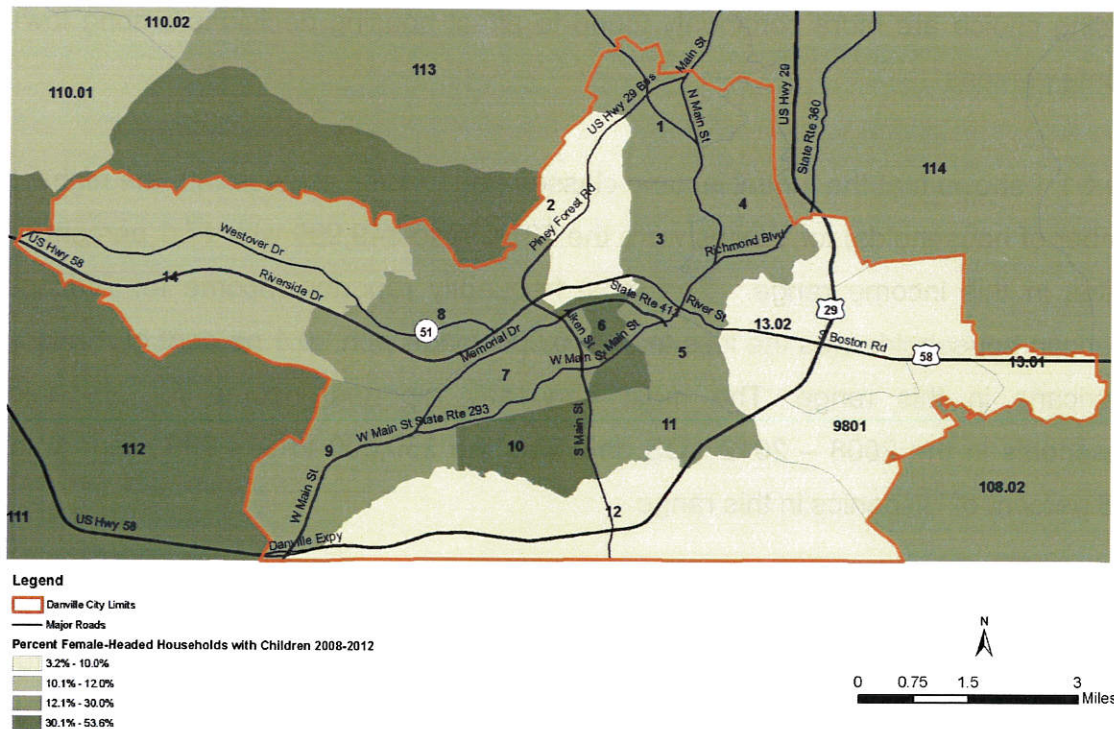 110.02
113
110.01
Main St
US Hwy 29 Bus
N Main St
1
US Hwy 29
State Rte 360
114
2
Piney Forest Rd
4
3
Richmond Blvd
US Hwy 58
Westover Dr
14
Riverside Dr
8
51
Memorial Dr
State Rte 413
River St
29
6
Aiken St
13.02
S Boston Rd
58
13.01
W Main St
Main St
5
7
W Main St State Rte 293
112
9
10
11
S Main St
9801
108.02
W Main St
12
111
US Hwy 58
Danville Expy
Legend
Danville City Limits
Major Roads
Percent Female-Headed Households with Children 2008-2012
3.2% - 10.0%
10.1% - 12.0%
12.1% - 30.0%
30.1% - 53.6%
N
0 0.75 1.5 3
Miles